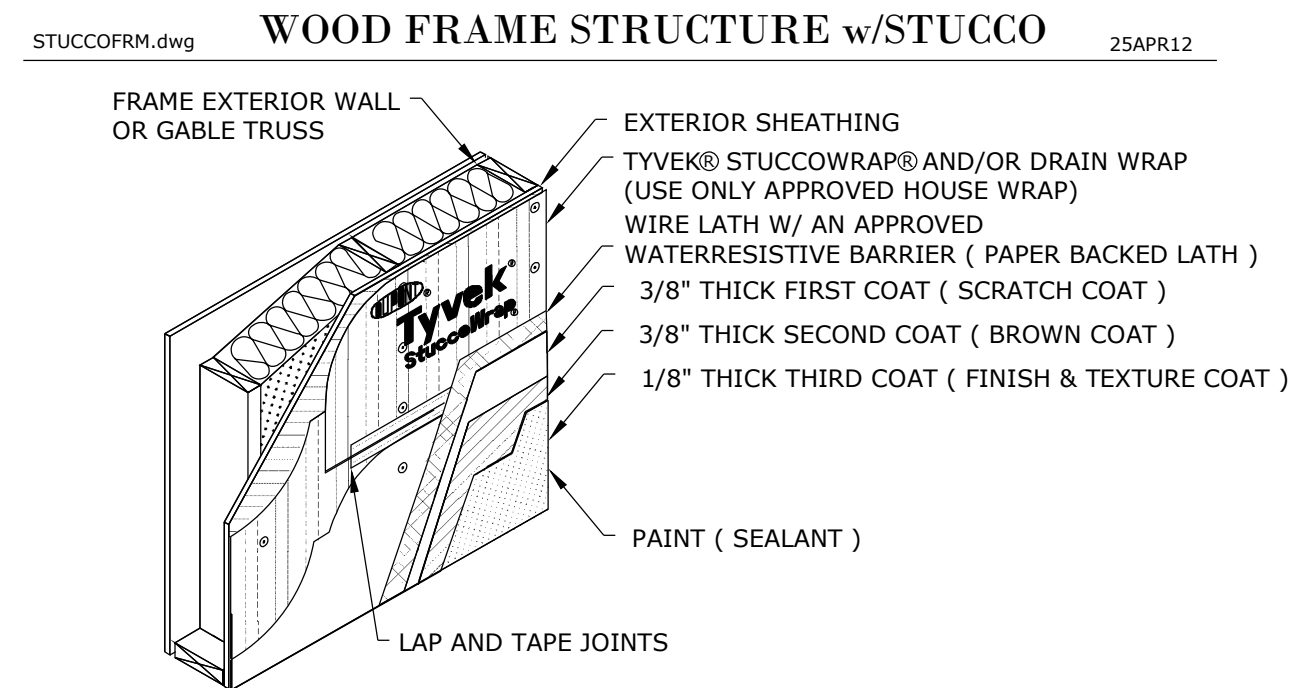 STUCCOFRM.dwg
WOOD FRAME STRUCTURE w/STUCCO
25APR12
FRAME EXTERIOR WALL
OR GABLE TRUSS
EXTERIOR SHEATHING
TYVEK® STUCCOWRAP® AND/OR DRAIN WRAP
(USE ONLY APPROVED HOUSE WRAP)
WIRE LATH W/ AN APPROVED
WATERRESISTIVE BARRIER ( PAPER BACKED LATH )
3/8" THICK FIRST COAT ( SCRATCH COAT )
3/8" THICK SECOND COAT ( BROWN COAT )
1/8" THICK THIRD COAT ( FINISH & TEXTURE COAT )
PAINT ( SEALANT )
LAP AND TAPE JOINTS
Tyvek®
StuccoWrap®